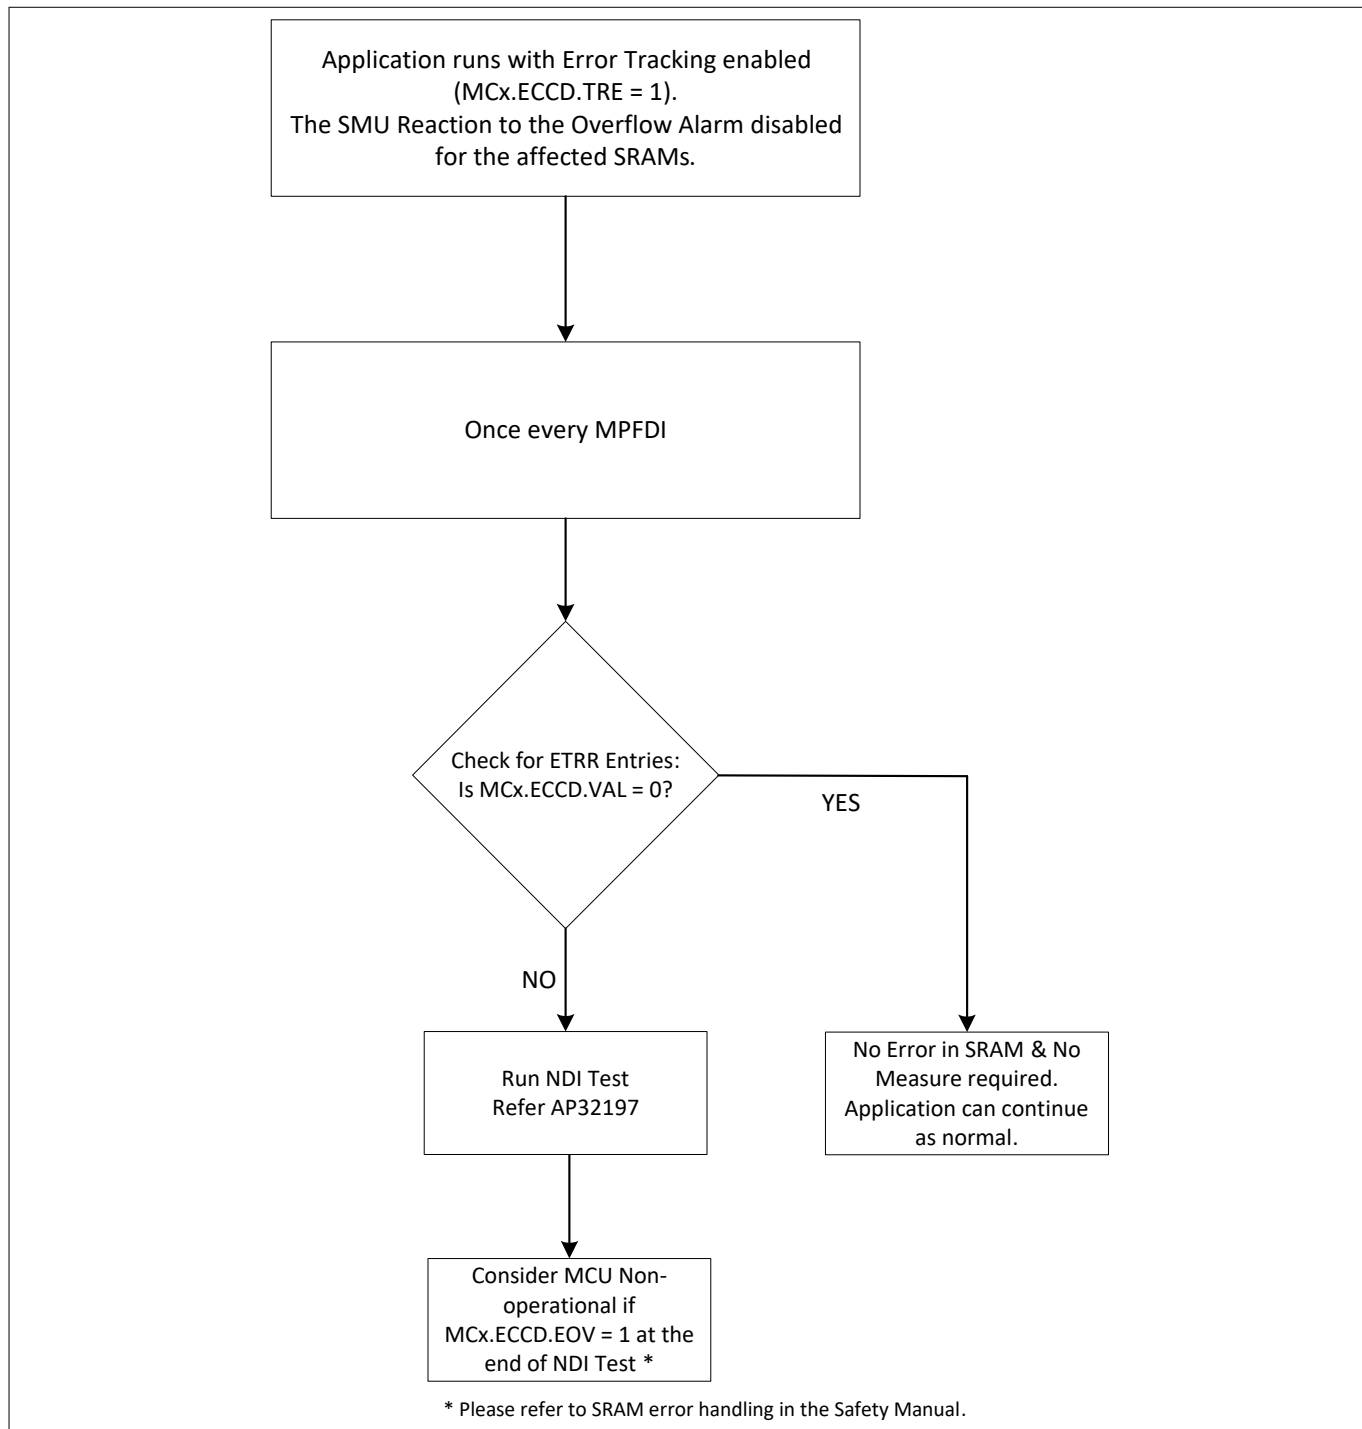 Application runs with Error Tracking enabled
(MCx.ECCD.TRE = 1).
The SMU Reaction to the Overflow Alarm disabled
for the affected SRAMs.
Once every MPFDI
Check for ETRR Entries:
Is MCx.ECCD.VAL = 0?
YES
NO
Run NDI Test
Refer AP32197
No Error in SRAM & No
Measure required.
Application can continue
as normal.
Consider MCU Non-
operational if
MCx.ECCD.EOV = 1 at the
end of NDI Test *
* Please refer to SRAM error handling in the Safety Manual.